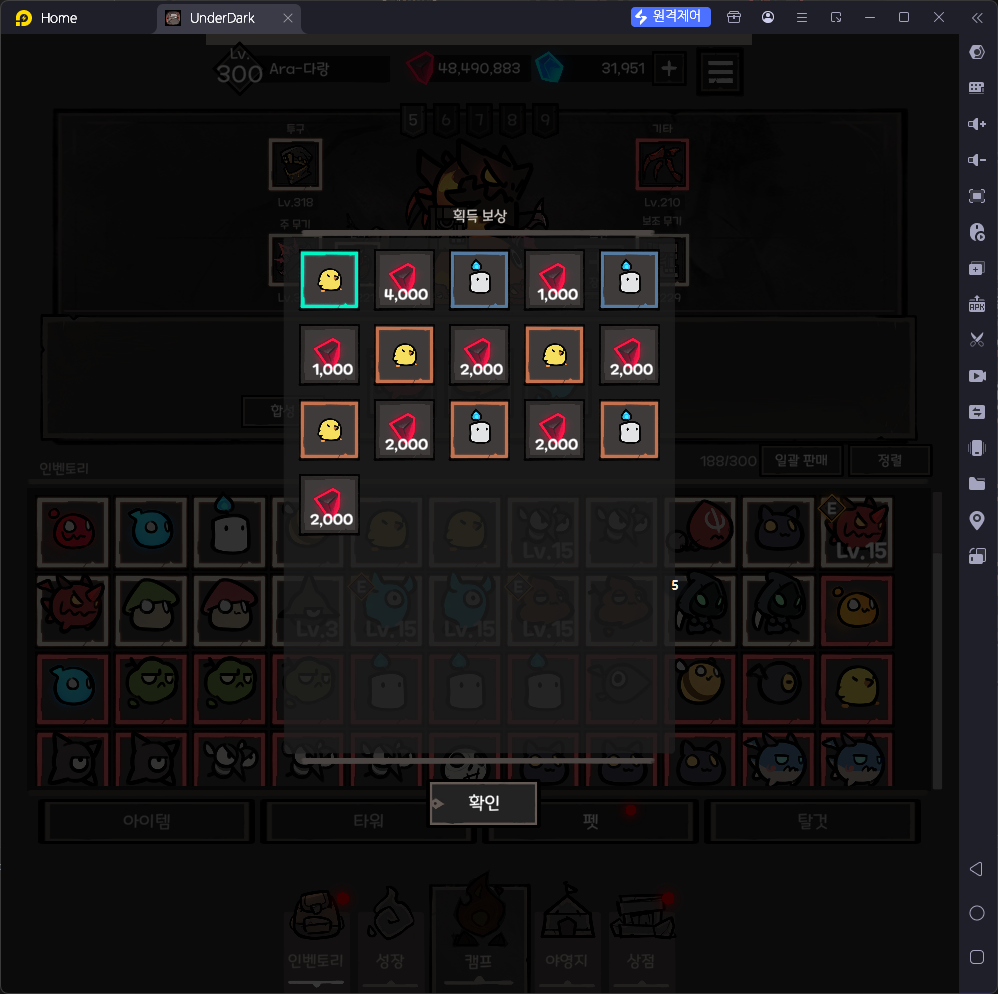 Home
UnderDark
원격제어
Lv.
300
Ara-다랑
48,490,883
31,951
5 6 7 8 9
투구
기타
Lv.318
Lv.210
주 무기
보조 무기
획득 보상
4,000
1,000
1,000
2,000
2,000
2,000
2,000
2,000
인벤토리
188/300
일괄 판매
정렬
E
Lv.15
Lv.15
5
E
E
Lv.3
Lv.15
Lv.15
Lv.15
확인
아이템
타워
펫
탈것
인벤토리
성장
캠프
야영지
상점